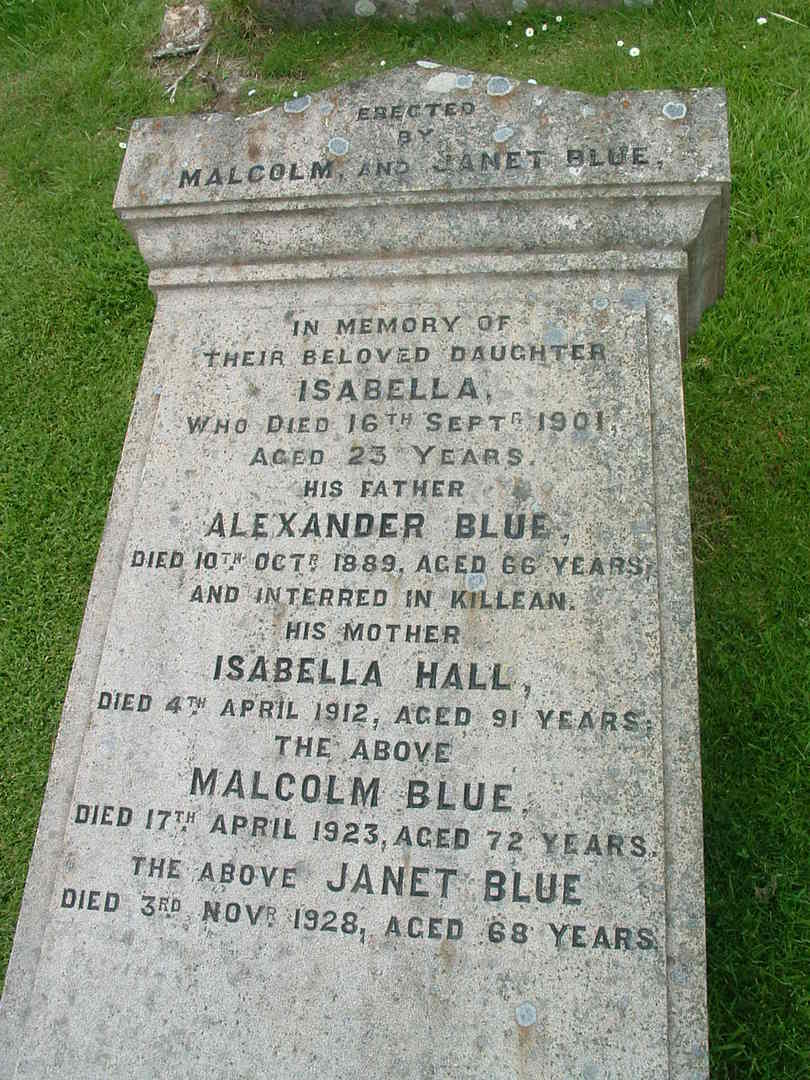 ERECTED
BY
MALCOLM, AND JANET BLUE,
IN MEMORY OF
THEIR BELOVED DAUGHTER
ISABELLA,
WHO DIED 16TH SEPTR 1901,
AGED 23 YEARS.
HIS FATHER
ALEXANDER BLUE,
DIED 10TH OCTR 1889, AGED 66 YEARS;
AND INTERRED IN KILLEAN.
HIS MOTHER
ISABELLA HALL,
DIED 4TH APRIL 1912, AGED 91 YEARS;
THE ABOVE
MALCOLM BLUE,
DIED 17TH APRIL 1923, AGED 72 YEARS.
THE ABOVE JANET BLUE
DIED 3RD NOVR 1928, AGED 68 YEARS